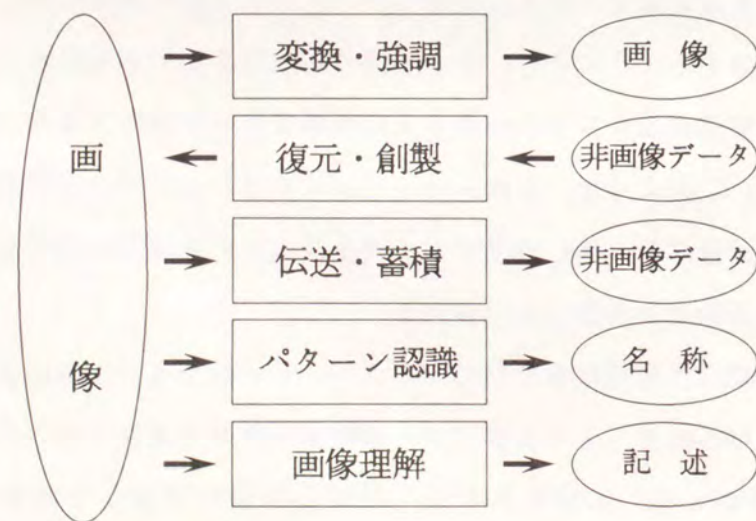 画像
変換・強調
画像
復元・創製
非画像データ
伝送・蓄積
非画像データ
パターン認識
名称
画像理解
記述